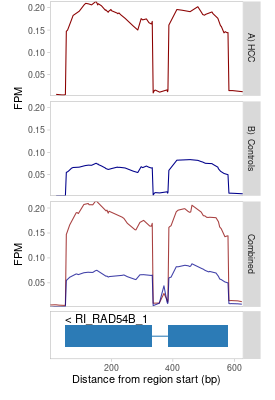 0.20
0.15
0.10
0.05
A) HCC
FPM
0.20
0.15
0.10
0.05
B) Controls
0.20
0.15
0.10
0.05
FPM
Combined
< RI_RAD54B_1
200
400
600
Distance from region start (bp)